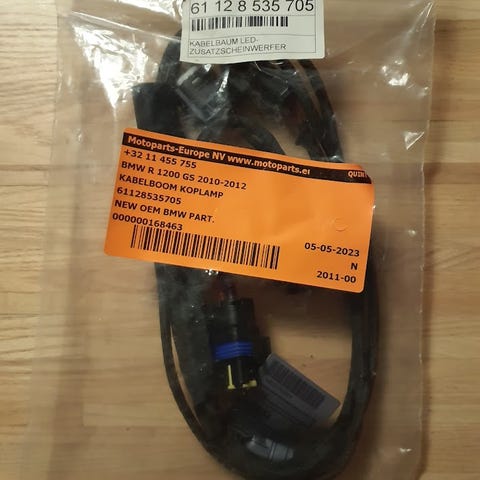 61 12 8 535 705
KABELBAUM LED-
ZUSATZSCHEINWERFER
Motoparts-Europe NV www.motoparts.eu
+32 11 455 755
BMW R 1200 GS 2010-2012
KABELBOOM KOPLAMP
61128535705
NEW OEM BMW PART.
000000168463
QUIN
05-05-2023
N
2011-00